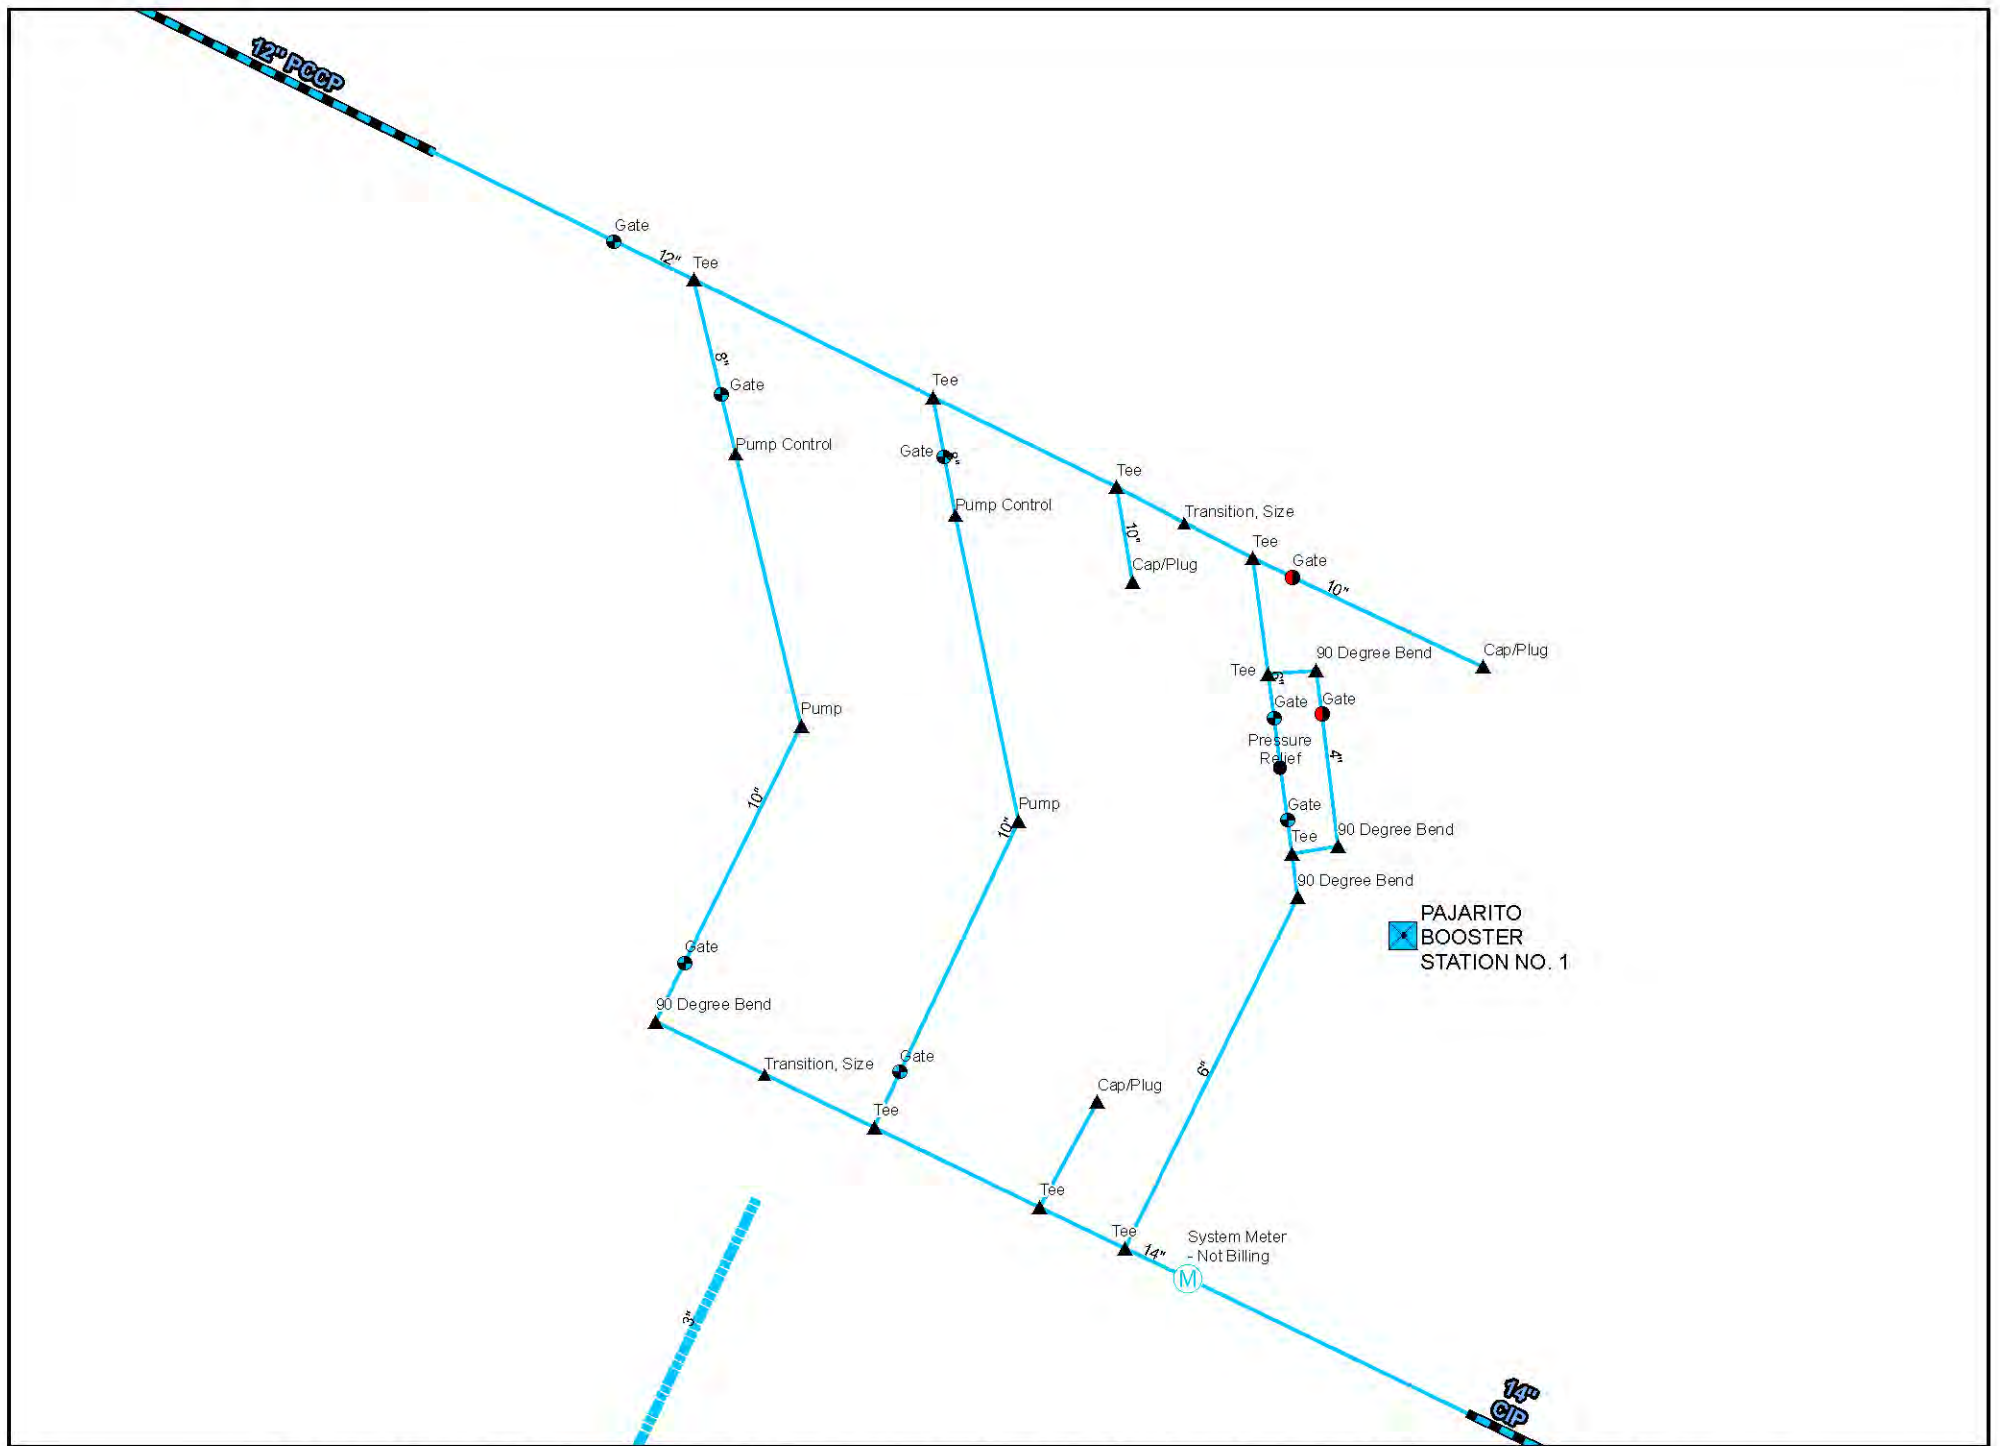 12" PCCP
Gate
12"
Tee
8"
Gate
Tee
Pump Control
Gate
8"
Tee
Pump Control
Transition, Size
10"
Tee
Gate
Cap/Plug
10"
90 Degree Bend
Cap/Plug
Tee
6"
Gate
Gate
Pump
Pressure
Relief
4"
10"
Pump
Gate
10"
Tee
90 Degree Bend
90 Degree Bend
PAJARITO
BOOSTER
STATION NO. 1
Gate
90 Degree Bend
Transition, Size
Gate
6"
Cap/Plug
Tee
Tee
Tee
14"
System Meter
- Not Billing
M
3"
14"
CIP